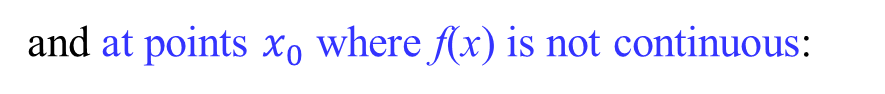 and at points x₀ where f(x) is not continuous: